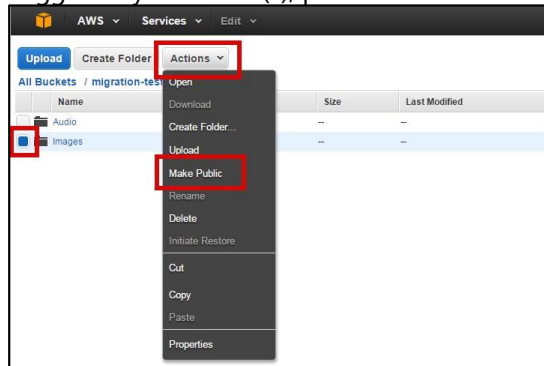 AWS Services Edit
Upload Create Folder Actions
All Buckets / migration-tes
Name Size Last Modified
Audio -- --
Images -- --
Open
Download
Create Folder...
Upload
Make Public
Rename
Delete
Initiate Restore
Cut
Copy
Paste
Properties